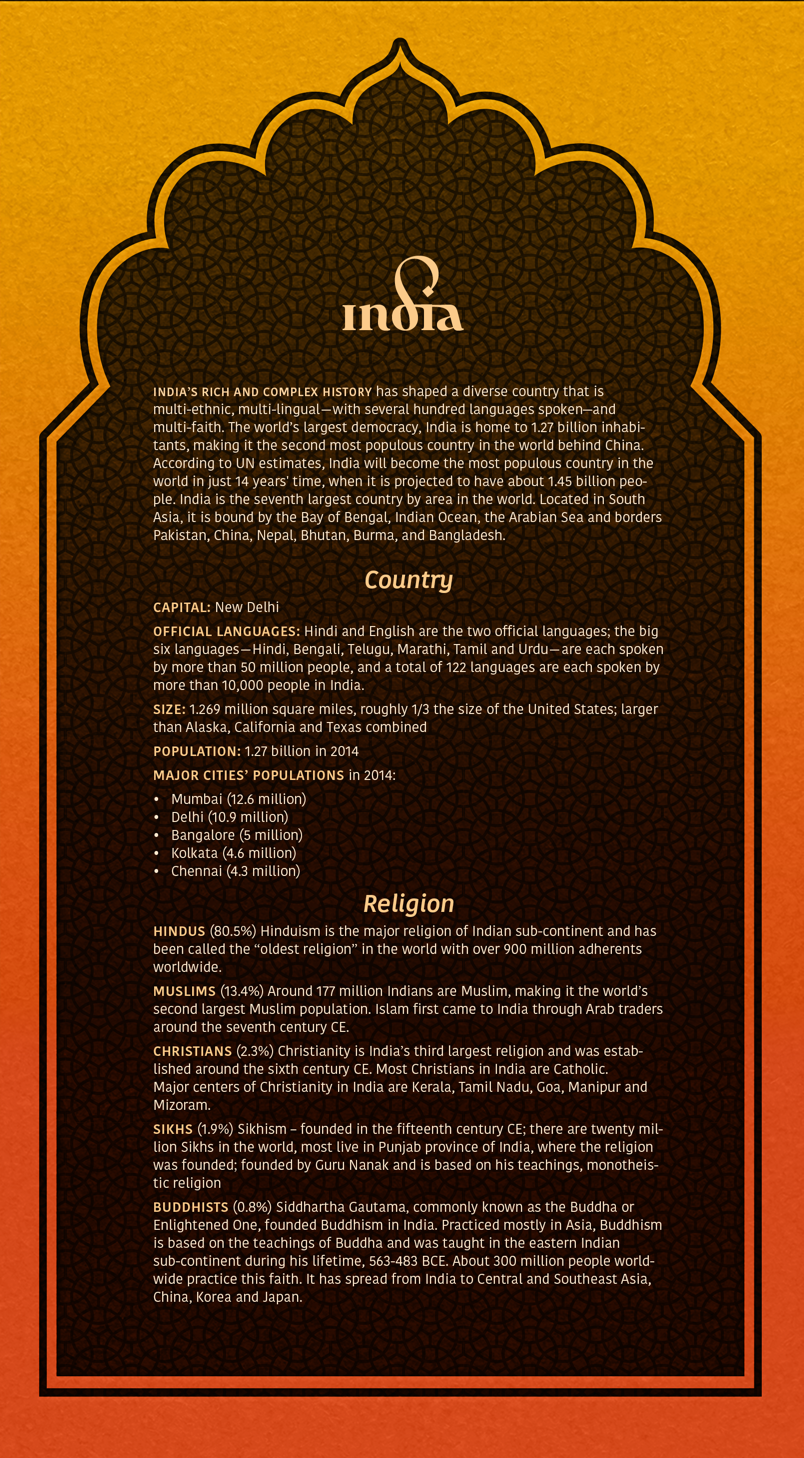 India
INDIA'S RICH AND COMPLEX HISTORY has shaped a diverse country that is
multi-ethnic, multi-lingual—with several hundred languages spoken—and
multi-faith. The world's largest democracy, India is home to 1.27 billion inhabi-
tants, making it the second most populous country in the world behind China.
According to UN estimates, India will become the most populous country in the
world in just 14 years' time, when it is projected to have about 1.45 billion peo-
ple. India is the seventh largest country by area in the world. Located in South
Asia, it is bound by the Bay of Bengal, Indian Ocean, the Arabian Sea and borders
Pakistan, China, Nepal, Bhutan, Burma, and Bangladesh.
Country
CAPITAL: New Delhi
OFFICIAL LANGUAGES: Hindi and English are the two official languages; the big
six languages—Hindi, Bengali, Telugu, Marathi, Tamil and Urdu—are each spoken
by more than 50 million people, and a total of 122 languages are each spoken by
more than 10,000 people in India.
SIZE: 1.269 million square miles, roughly 1/3 the size of the United States; larger
than Alaska, California and Texas combined
POPULATION: 1.27 billion in 2014
MAJOR CITIES' POPULATIONS in 2014:
• Mumbai (12.6 million)
• Delhi (10.9 million)
• Bangalore (5 million)
• Kolkata (4.6 million)
• Chennai (4.3 million)
Religion
HINDUS (80.5%) Hinduism is the major religion of Indian sub-continent and has
been called the “oldest religion” in the world with over 900 million adherents
worldwide.
MUSLIMS (13.4%) Around 177 million Indians are Muslim, making it the world's
second largest Muslim population. Islam first came to India through Arab traders
around the seventh century CE.
CHRISTIANS (2.3%) Christianity is India's third largest religion and was estab-
lished around the sixth century CE. Most Christians in India are Catholic.
Major centers of Christianity in India are Kerala, Tamil Nadu, Goa, Manipur and
Mizoram.
SIKHS (1.9%) Sikhism – founded in the fifteenth century CE; there are twenty mil-
lion Sikhs in the world, most live in Punjab province of India, where the religion
was founded; founded by Guru Nanak and is based on his teachings, monotheis-
tic religion
BUDDHISTS (0.8%) Siddhartha Gautama, commonly known as the Buddha or
Enlightened One, founded Buddhism in India. Practiced mostly in Asia, Buddhism
is based on the teachings of Buddha and was taught in the eastern Indian
sub-continent during his lifetime, 563-483 BCE. About 300 million people world-
wide practice this faith. It has spread from India to Central and Southeast Asia,
China, Korea and Japan.